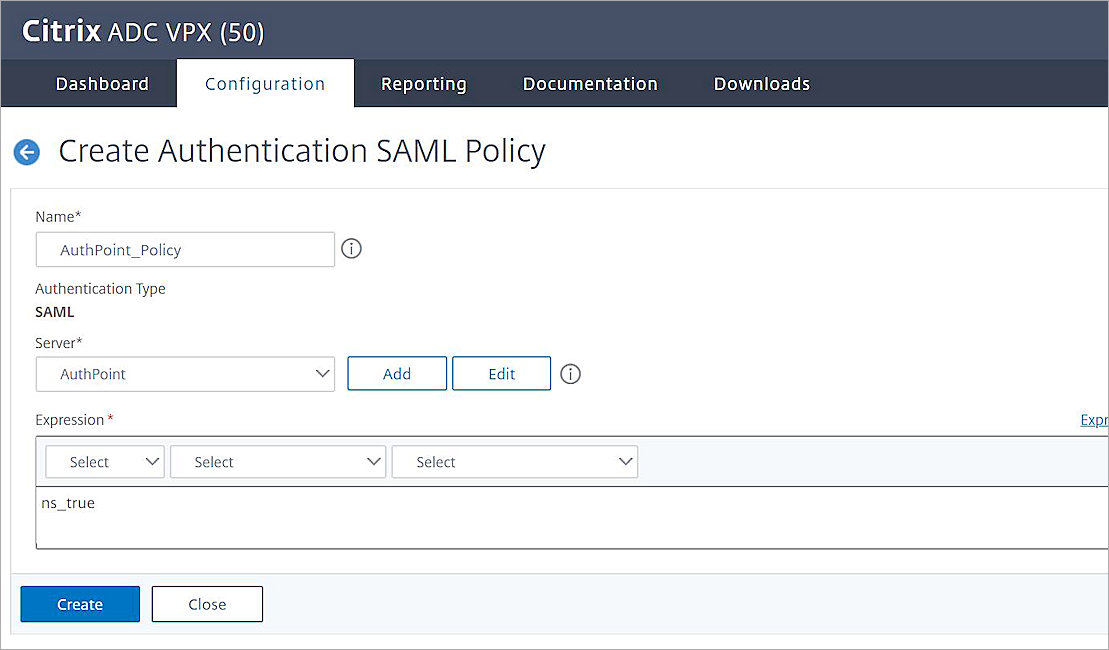 Citrix ADC VPX (50)
Dashboard Configuration Reporting Documentation Downloads
Create Authentication SAML Policy
Name*
AuthPoint_Policy
Authentication Type
SAML
Server*
AuthPoint Add Edit
Expression * Expr
Select Select Select
ns_true
Create Close